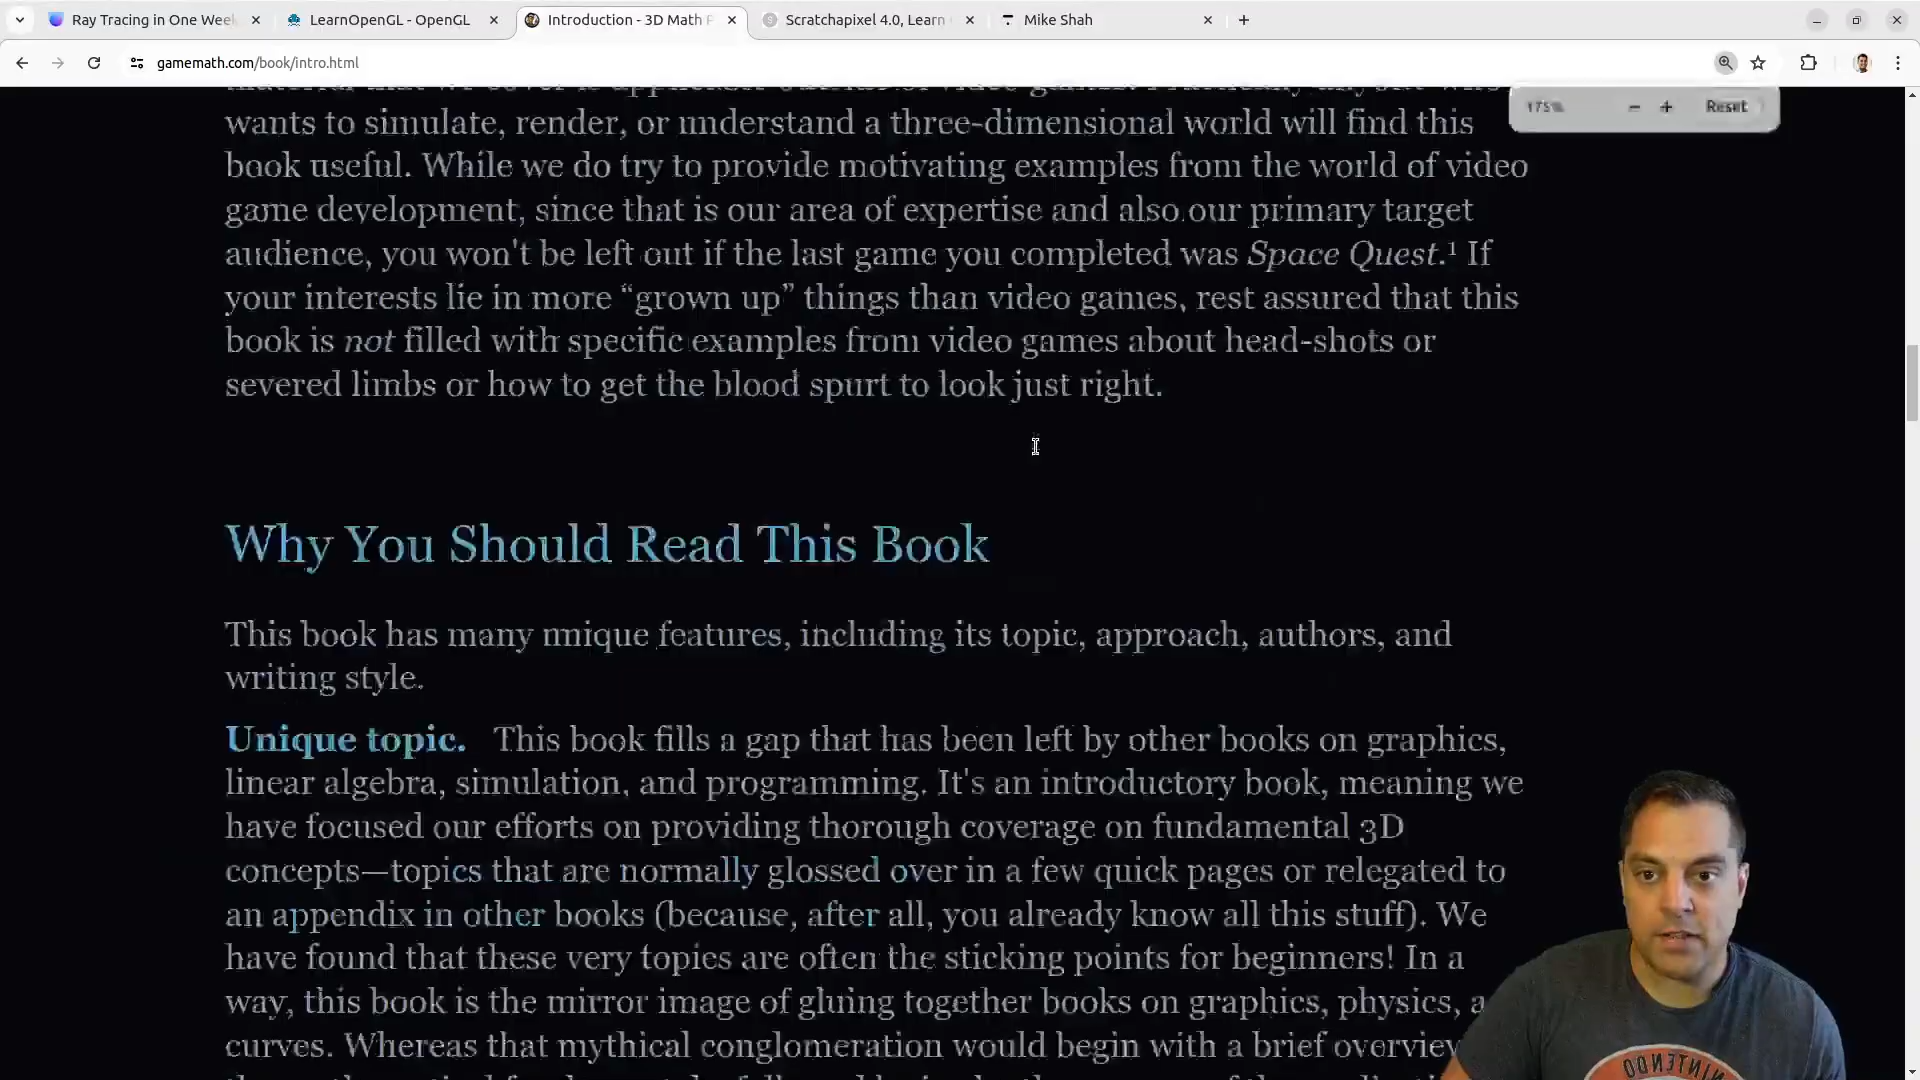 Ray Tracing in One Week
LearnOpenGL - OpenGL
Introduction - 3D Math P
Scratchapixel 4.0, Learn
Mike Shah
gamemath.com/book/intro.html
175%
Reset
wants to simulate, render, or understand a three-dimensional world will find this
book useful. While we do try to provide motivating examples from the world of video
game development, since that is our area of expertise and also our primary target
audience, you won't be left out if the last game you completed was Space Quest.¹ If
your interests lie in more “grown up” things than video games, rest assured that this
book is not filled with specific examples from video games about head-shots or
severed limbs or how to get the blood spurt to look just right.
Why You Should Read This Book
This book has many unique features, including its topic, approach, authors, and
writing style.
Unique topic. This book fills a gap that has been left by other books on graphics,
linear algebra, simulation, and programming. It's an introductory book, meaning we
have focused our efforts on providing thorough coverage on fundamental 3D
concepts—topics that are normally glossed over in a few quick pages or relegated to
an appendix in other books (because, after all, you already know all this stuff). We
have found that these very topics are often the sticking points for beginners! In a
way, this book is the mirror image of gluing together books on graphics, physics, a
curves. Whereas that mythical conglomeration would begin with a brief overview
NINTENDO